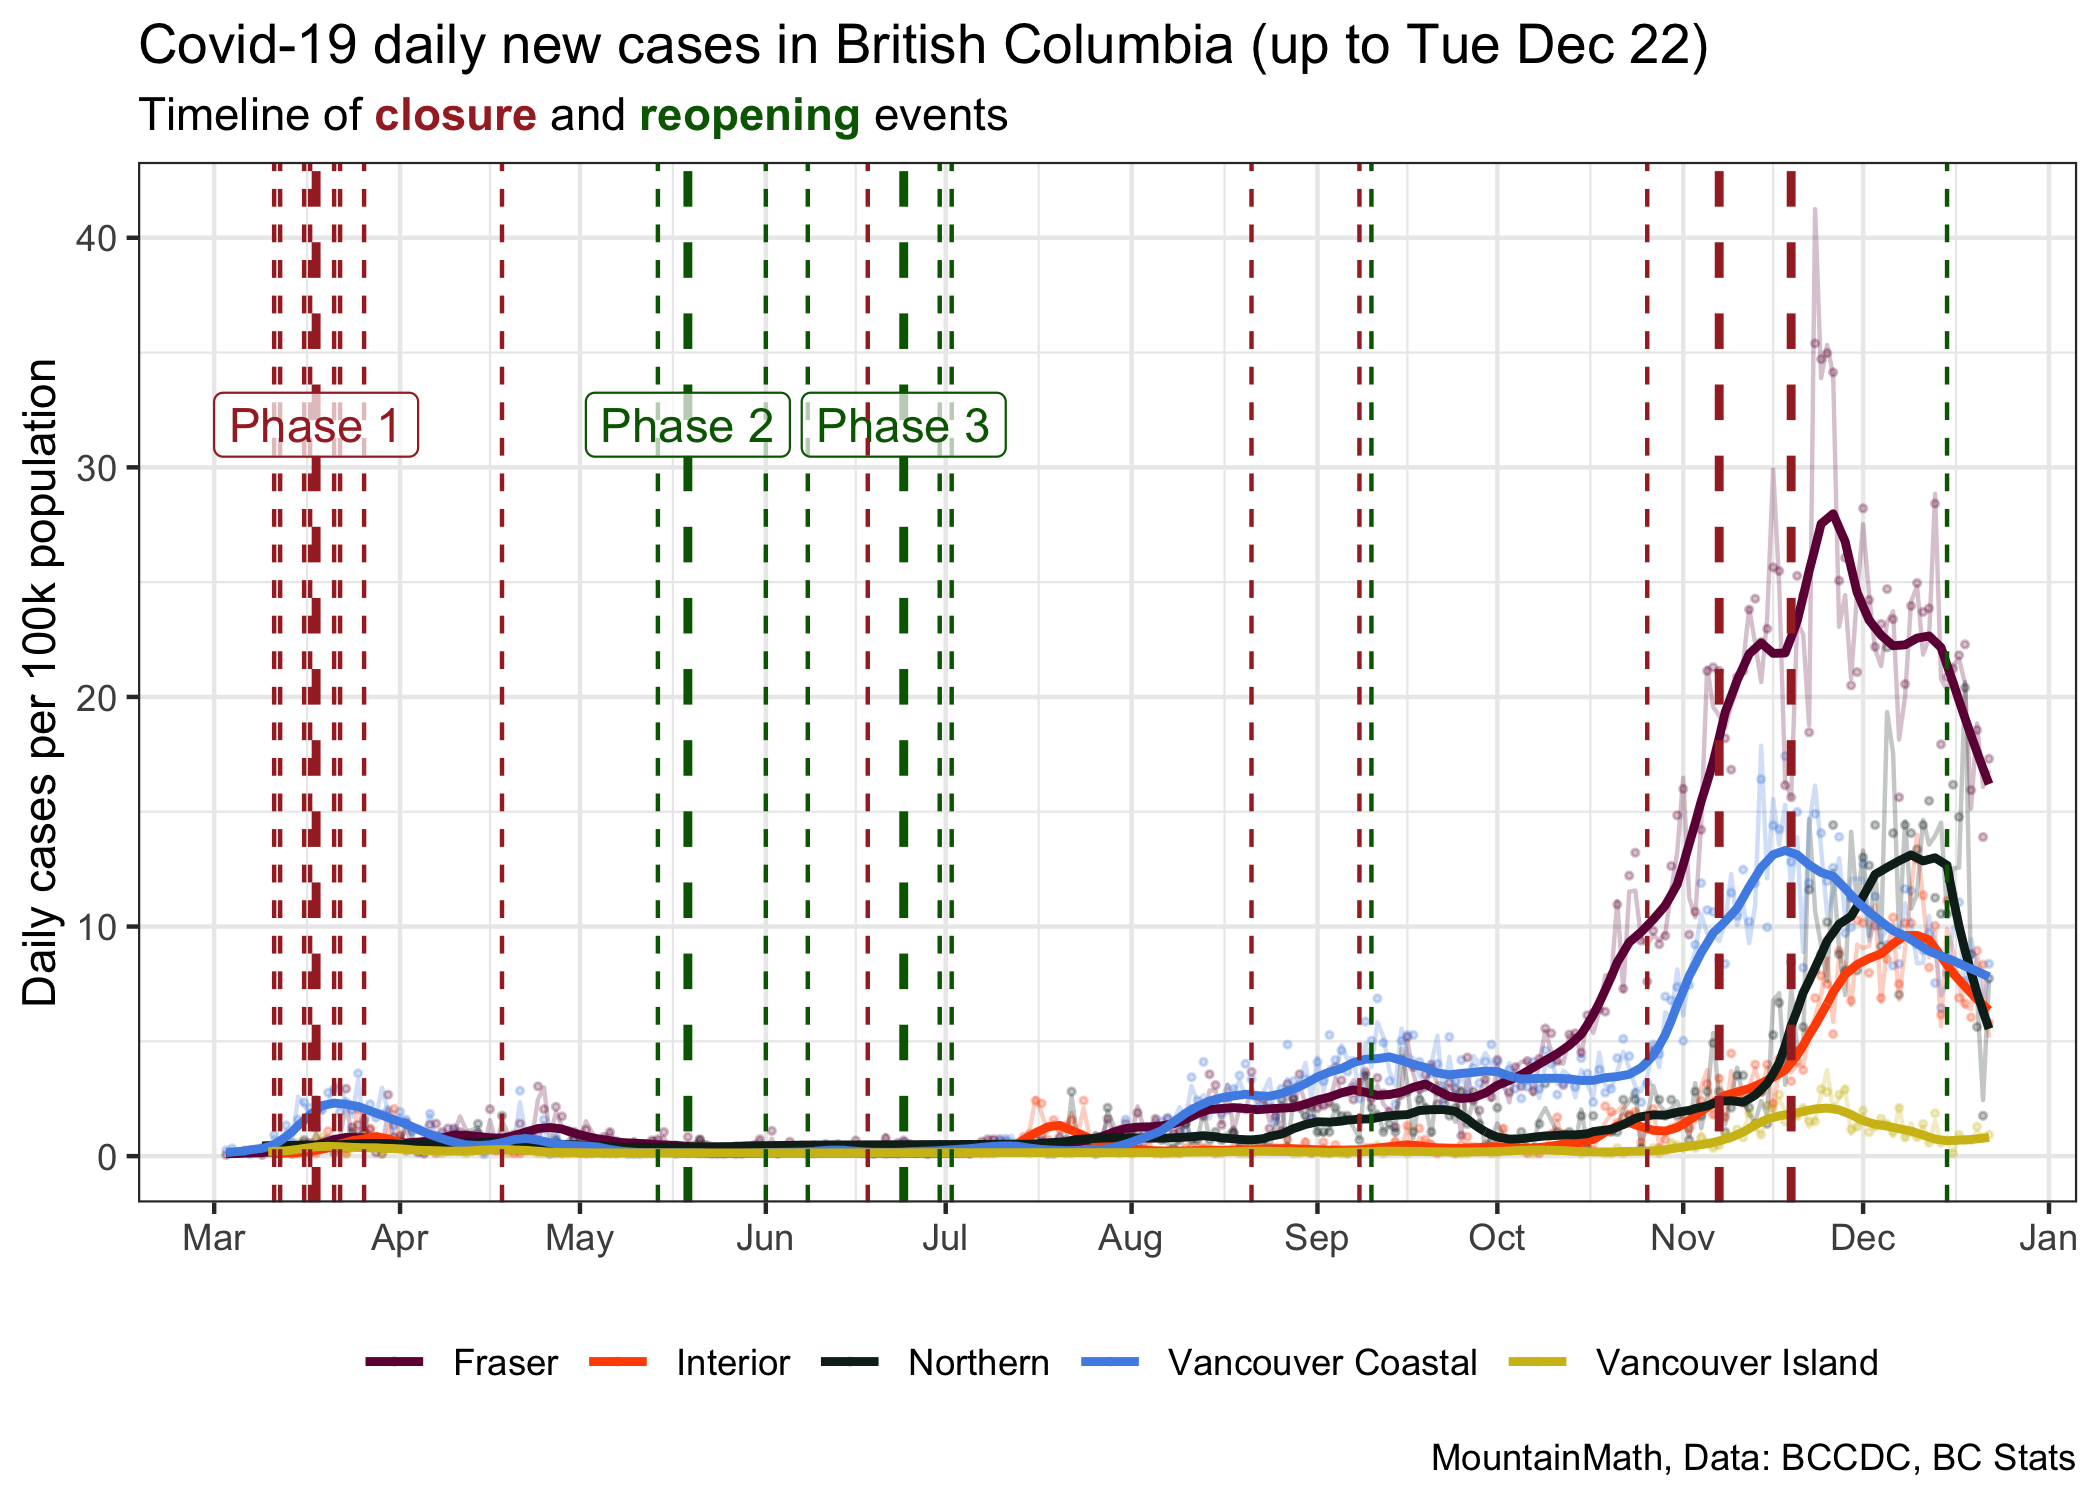 Covid-19 daily new cases in British Columbia (up to Tue Dec 22)
Timeline of closure and reopening events
Daily cases per 100k population
40
30
20
10
0
Phase 1
Phase 2
Phase 3
Mar
Apr
May
Jun
Jul
Aug
Sep
Oct
Nov
Dec
Jan
Fraser
Interior
Northern
Vancouver Coastal
Vancouver Island
MountainMath, Data: BCCDC, BC Stats